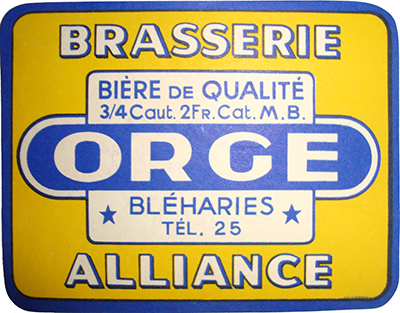 BRASSERIE
BIÈRE DE QUALITÉ
3/4 Caut. 2FR. Cat. M.B.
ORGE
BLÉHARIES
TÉL. 25
ALLIANCE